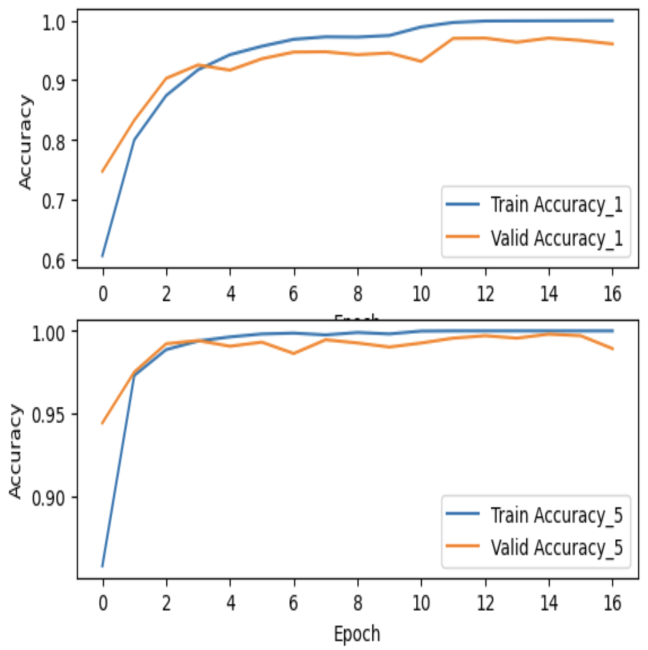 1.0
0.9
0.8
0.7
0.6
Accuracy
Train Accuracy_1
Valid Accuracy_1
0 2 4 6 8 10 12 14 16
Epoch
1.00
0.95
0.90
Accuracy
Train Accuracy_5
Valid Accuracy_5
0 2 4 6 8 10 12 14 16
Epoch